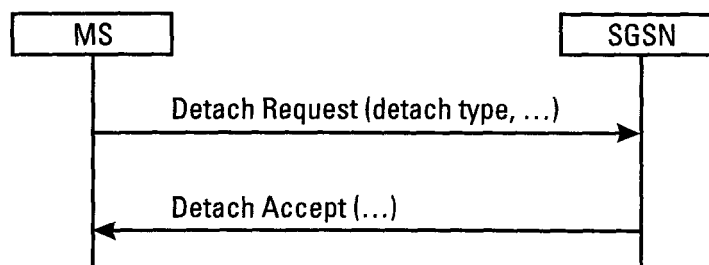 MS
SGSN
Detach Request (detach type, ...)
Detach Accept (...)